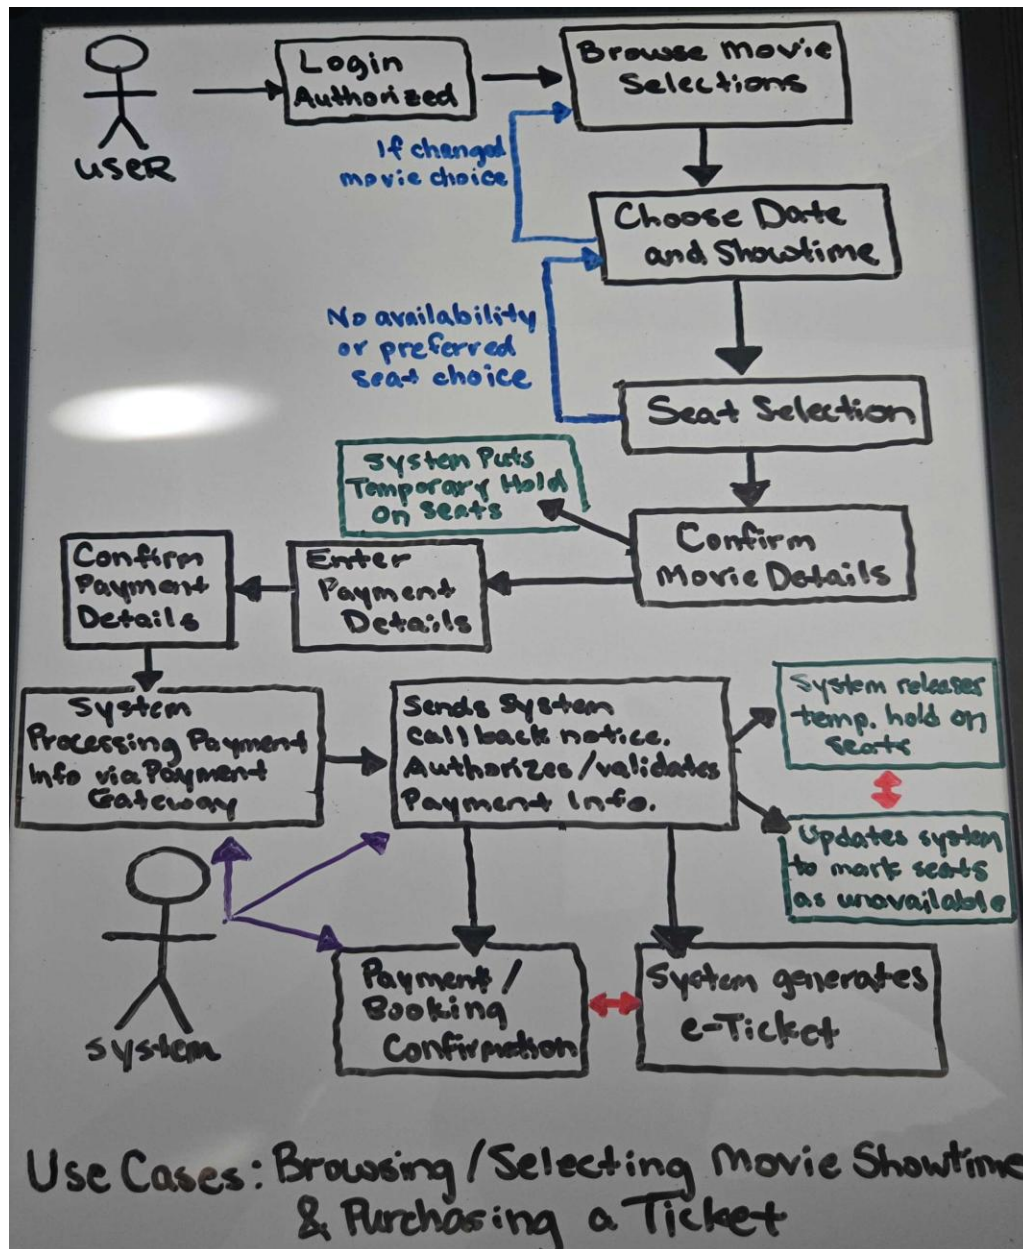 USER
Login
Authorized
Browse Movie
Selections
If changed
movie choice
Choose Date
and Showtime
No availability
or preferred
seat choice
Seat Selection
System Puts
Temporary Hold
on seats
Confirm
Movie Details
Enter
Payment
Details
Confirm
Payment
Details
System
Processing Payment
Info via Payment
Gateway
Sends System
callback notice.
Authorizes/validates
Payment Info.
System releases
temp. hold on
seats
Updates system
to mark seats
as unavailable
System
Payment/
Booking
Confirmation
System generates
e-Ticket
Use Cases: Browsing/Selecting Movie Showtime
& Purchasing a Ticket